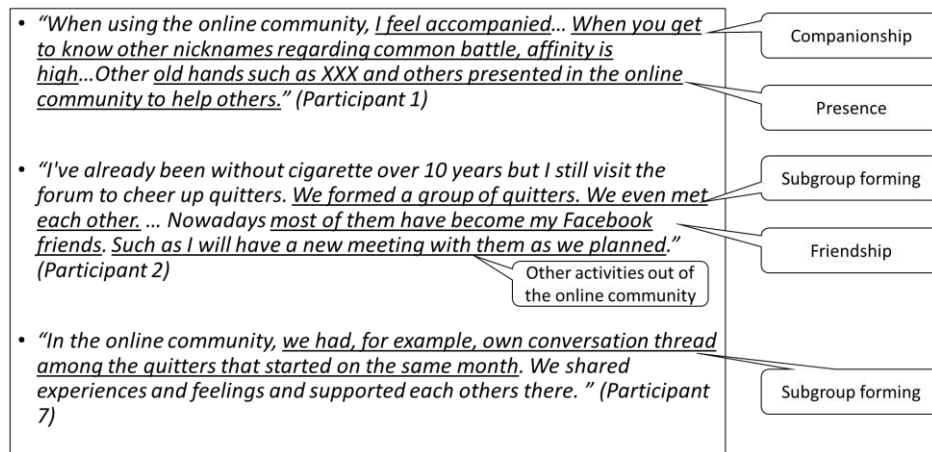 • “When using the online community, I feel accompanied… When you get
to know other nicknames regarding common battle, affinity is
high…Other old hands such as XXX and others presented in the online
community to help others.” (Participant 1)
Companionship
Presence
• “I've already been without cigarette over 10 years but I still visit the
forum to cheer up quitters. We formed a group of quitters. We even met
each other. … Nowadays most of them have become my Facebook
friends. Such as I will have a new meeting with them as we planned.”
(Participant 2)
Subgroup forming
Friendship
Other activities out of
the online community
• “In the online community, we had, for example, own conversation thread
among the quitters that started on the same month. We shared
experiences and feelings and supported each others there. ” (Participant
7)
Subgroup forming